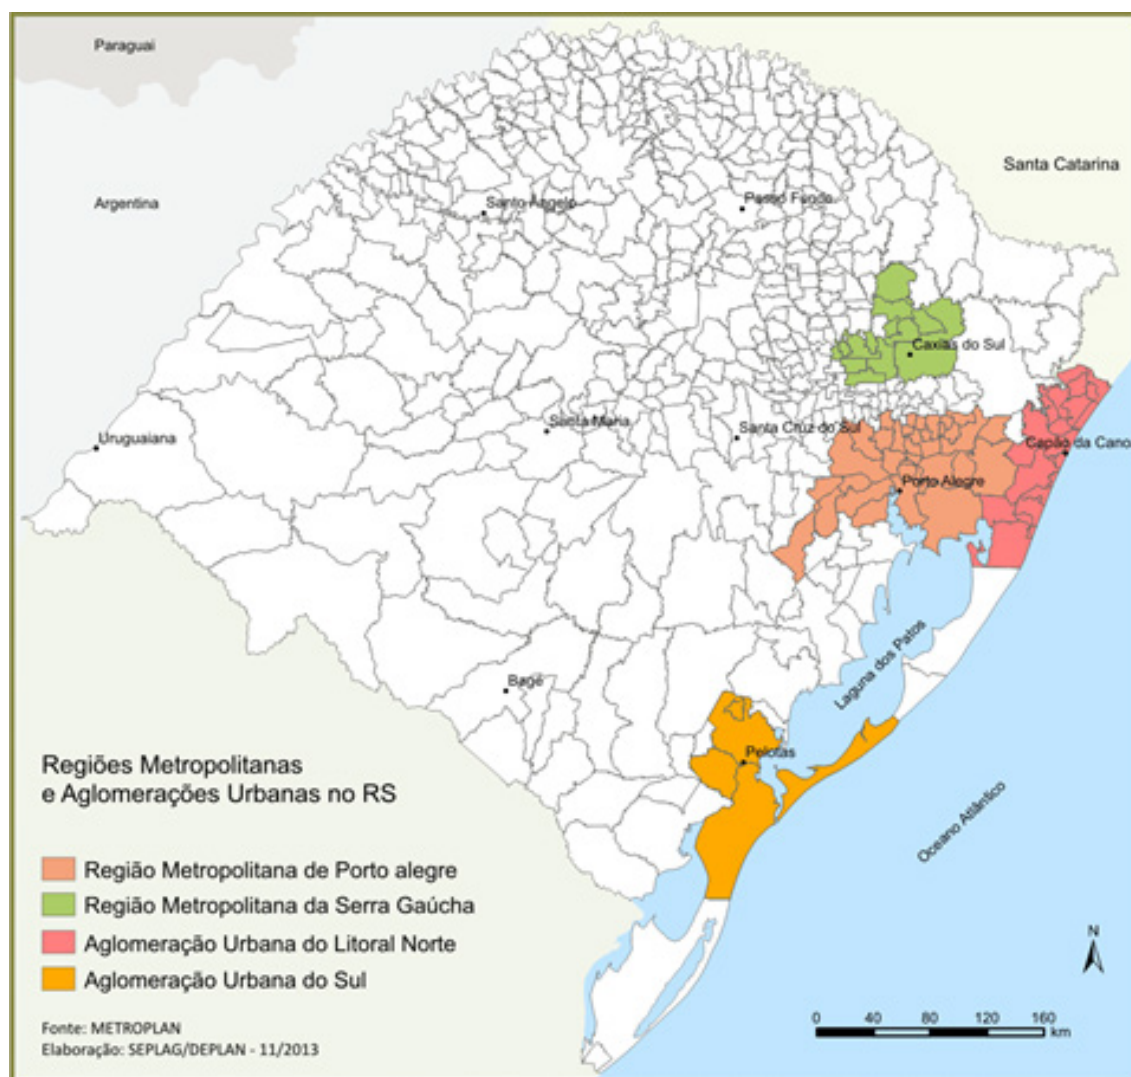 Paraguai
Santa Catarina
Argentina
Santo Ângelo
Passo Fundo
Caxias do Sul
Uruguaiana
Santa Maria
Santa Cruz do Sul
Capão da Cano
Porto Alegre
Laguna dos Patos
Bagé
Pelotas
Oceano Atlântico
Regiões Metropolitanas
e Aglomerações Urbanas no RS
Região Metropolitana de Porto alegre
Região Metropolitana da Serra Gaúcha
Aglomeração Urbana do Litoral Norte
Aglomeração Urbana do Sul
N
0 40 80 120 160
km
Fonte: METROPLAN
Elaboração: SEPLAG/DEPLAN - 11/2013